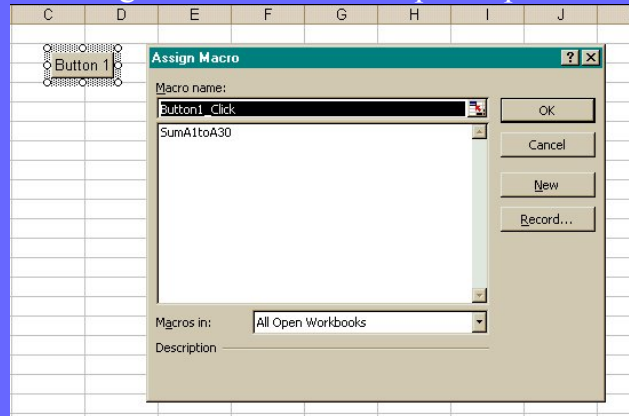 C D E F G H I J
Button 1
Assign Macro
Macro name:
Button1_Click
OK
SumA1toA30
Cancel
New
Record...
Macros in: All Open Workbooks
Description